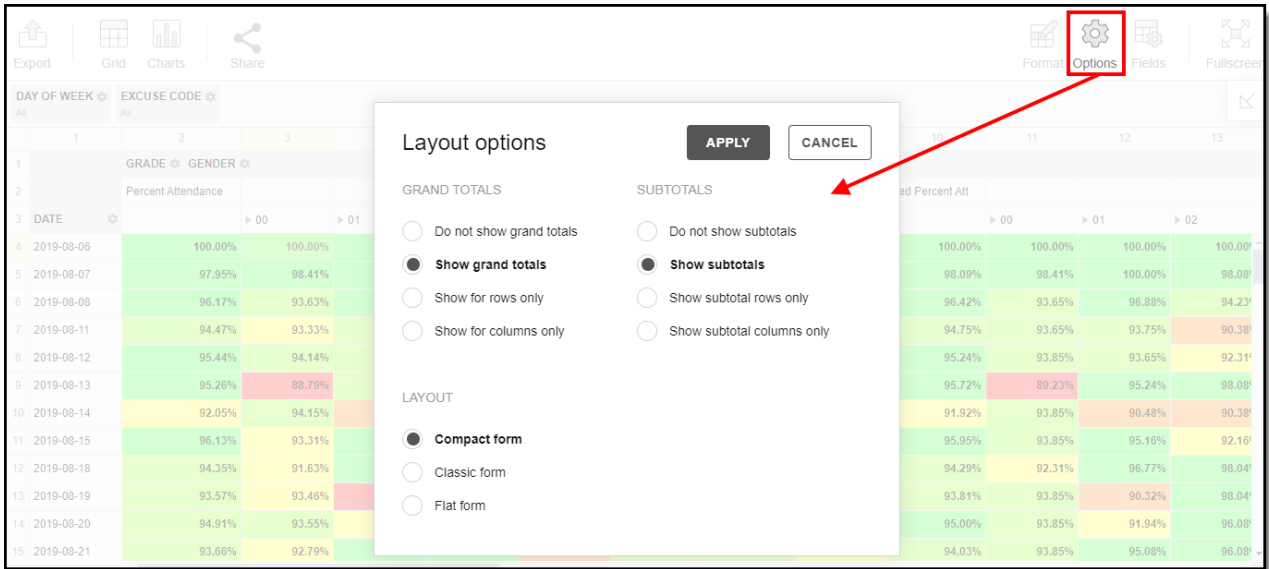 Export Grid Charts Share Format Options Fields Fullscreen
DAY OF WEEK EXCUSE CODE
All All
1 2 3 10 11 12 13
1 GRADE GENDER
2 Percent Attendance ed Percent Att
3 DATE 00 01 00 01 02
4 2019-08-06 100.00% 100.00% 100.00% 100.00% 100.00% 100.00%
5 2019-08-07 97.95% 98.41% 98.09% 98.41% 100.00% 98.08%
6 2019-08-08 96.17% 93.63% 96.42% 93.65% 96.88% 94.23%
7 2019-08-11 94.47% 93.33% 94.75% 93.65% 93.75% 90.38%
8 2019-08-12 95.44% 94.14% 95.24% 93.85% 93.65% 92.31%
9 2019-08-13 95.26% 88.79% 95.72% 89.23% 95.24% 98.08%
10 2019-08-14 92.05% 94.15% 91.92% 93.85% 90.48% 90.38%
11 2019-08-15 96.13% 93.31% 95.95% 93.85% 95.16% 92.16%
12 2019-08-18 94.35% 91.63% 94.29% 92.31% 96.77% 98.04%
13 2019-08-19 93.57% 93.46% 93.81% 93.85% 90.32% 98.04%
14 2019-08-20 94.91% 93.55% 95.00% 93.85% 91.94% 96.08%
15 2019-08-21 93.66% 92.79% 94.03% 93.85% 95.08% 96.08%
Layout options APPLY CANCEL
GRAND TOTALS SUBTOTALS
Do not show grand totals Do not show subtotals
Show grand totals Show subtotals
Show for rows only Show subtotal rows only
Show for columns only Show subtotal columns only
LAYOUT
Compact form
Classic form
Flat form